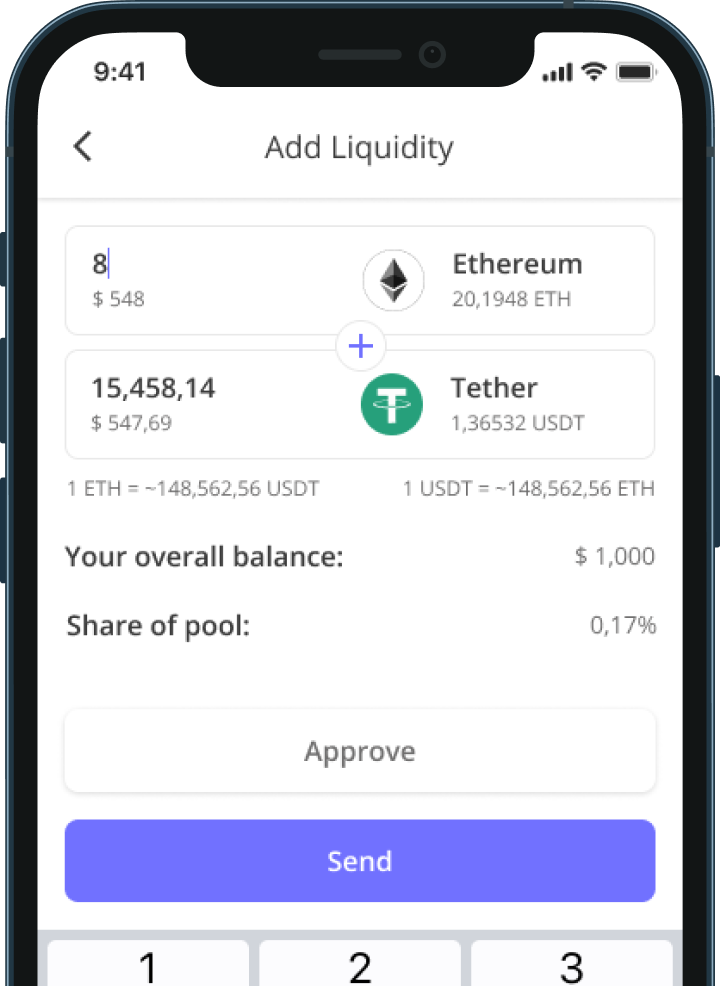 9:41
Add Liquidity
8
$ 548
Ethereum
20,1948 ETH
15,458,14
$ 547,69
Tether
1,36532 USDT
1 ETH = ~148,562,56 USDT
1 USDT = ~148,562,56 ETH
Your overall balance:
$ 1,000
Share of pool:
0,17%
Approve
Send
1
2
3